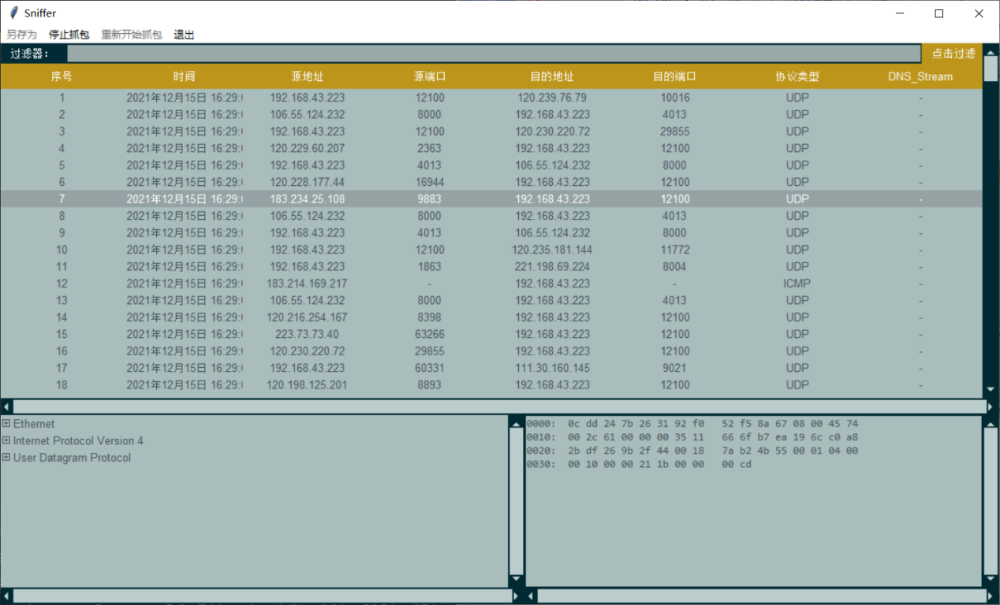 Sniffer
另存为 停止抓包 重新开始抓包 退出
过滤器: 点击过滤
序号 时间 源地址 源端口 目的地址 目的端口 协议类型 DNS_Stream
1 2021年12月15日 16:29: 192.168.43.223 12100 120.239.76.79 10016 UDP -
2 2021年12月15日 16:29: 106.55.124.232 8000 192.168.43.223 4013 UDP -
3 2021年12月15日 16:29: 192.168.43.223 12100 120.230.220.72 29855 UDP -
4 2021年12月15日 16:29: 120.229.60.207 2363 192.168.43.223 12100 UDP -
5 2021年12月15日 16:29: 192.168.43.223 4013 106.55.124.232 8000 UDP -
6 2021年12月15日 16:29: 120.228.177.44 16944 192.168.43.223 12100 UDP -
7 2021年12月15日 16:29: 183.234.25.108 9883 192.168.43.223 12100 UDP -
8 2021年12月15日 16:29: 106.55.124.232 8000 192.168.43.223 4013 UDP -
9 2021年12月15日 16:29: 192.168.43.223 4013 106.55.124.232 8000 UDP -
10 2021年12月15日 16:29: 192.168.43.223 12100 120.235.181.144 11772 UDP -
11 2021年12月15日 16:29: 192.168.43.223 1863 221.198.69.224 8004 UDP -
12 2021年12月15日 16:29: 183.214.169.217 - 192.168.43.223 - ICMP -
13 2021年12月15日 16:29: 106.55.124.232 8000 192.168.43.223 4013 UDP -
14 2021年12月15日 16:29: 120.216.254.167 8398 192.168.43.223 12100 UDP -
15 2021年12月15日 16:29: 223.73.73.40 63266 192.168.43.223 12100 UDP -
16 2021年12月15日 16:29: 120.230.220.72 29855 192.168.43.223 12100 UDP -
17 2021年12月15日 16:29: 192.168.43.223 60331 111.30.160.145 9021 UDP -
18 2021年12月15日 16:29: 120.198.125.201 8893 192.168.43.223 12100 UDP -
Ethernet
Internet Protocol Version 4
User Datagram Protocol
0000: 0c dd 24 7b 26 31 92 f0 52 f5 8a 67 08 00 45 74
0010: 00 2c 61 00 00 00 35 11 66 6f b7 ea 19 6c c0 a8
0020: 2b df 26 9b 2f 44 00 18 7a b2 4b 55 00 01 04 00
0030: 00 10 00 00 21 1b 00 00 00 cd